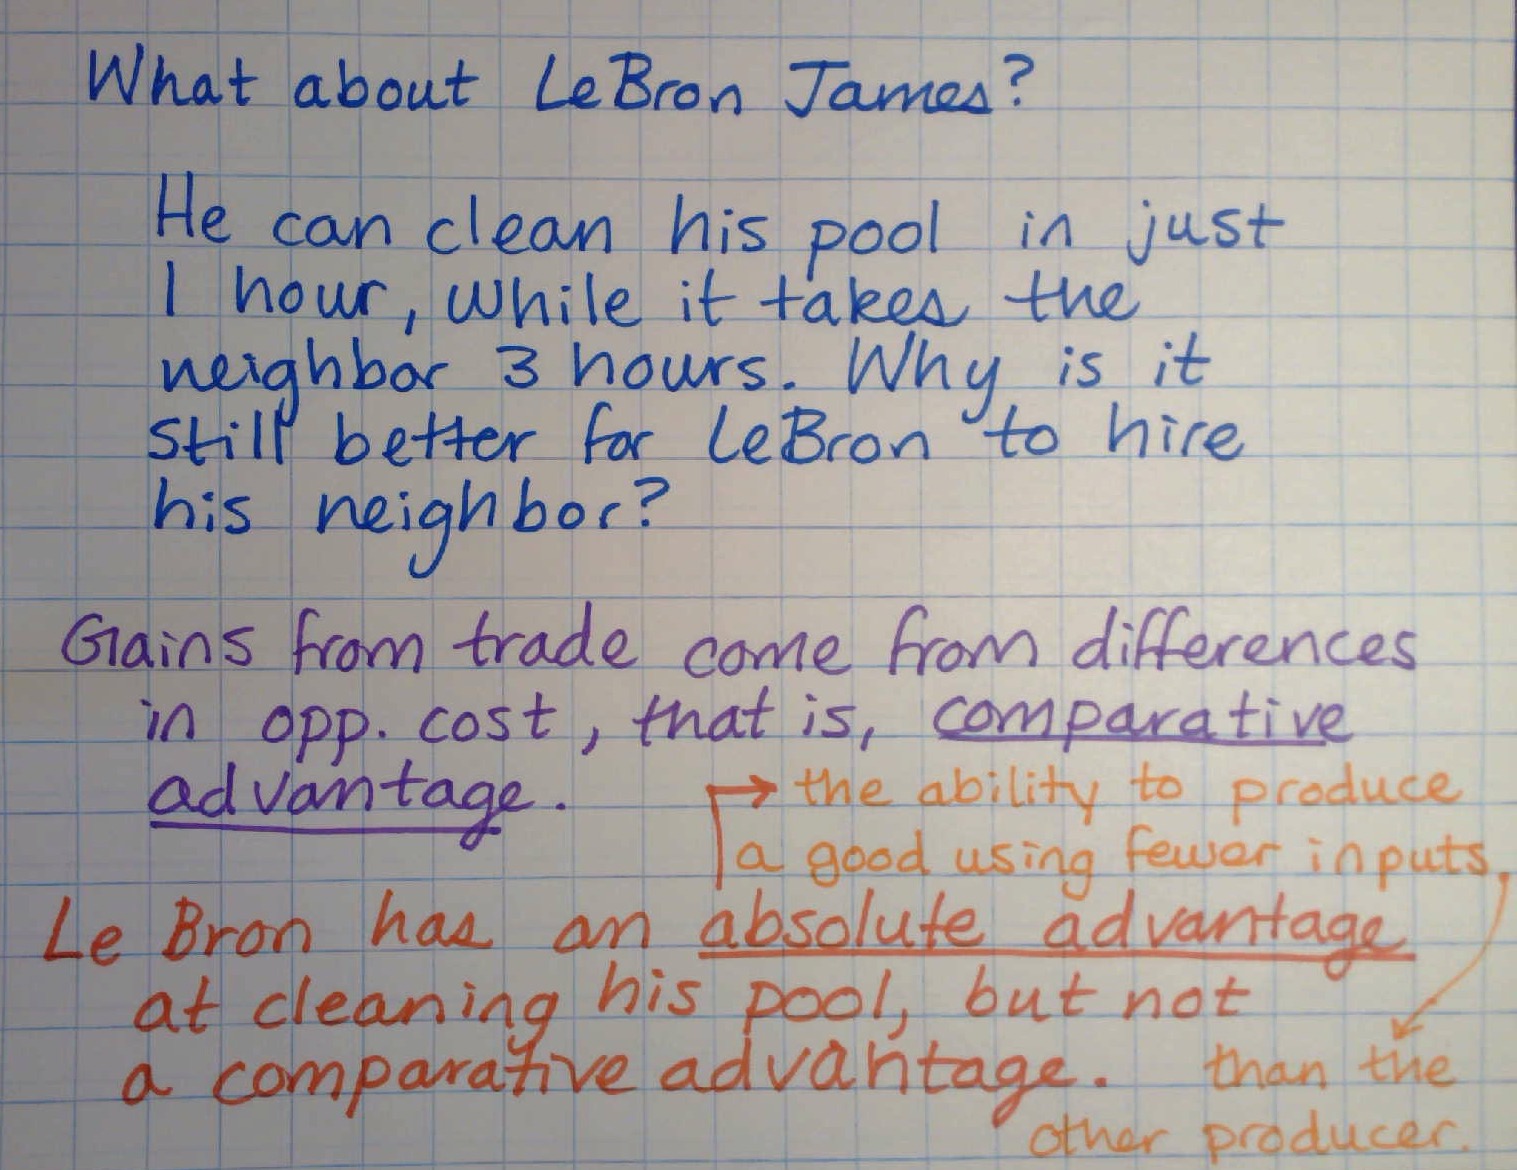 What about LeBron James?
He can clean his pool in just
1 hour, while it takes the
neighbor 3 hours. Why is it
still better for LeBron to hire
his neighbor?
Gains from trade come from differences
in opp. cost, that is, comparative
advantage.
→ the ability to produce
a good using fewer inputs
LeBron has an absolute advantage
at cleaning his pool, but not
a comparative advantage.
than the
other producer.